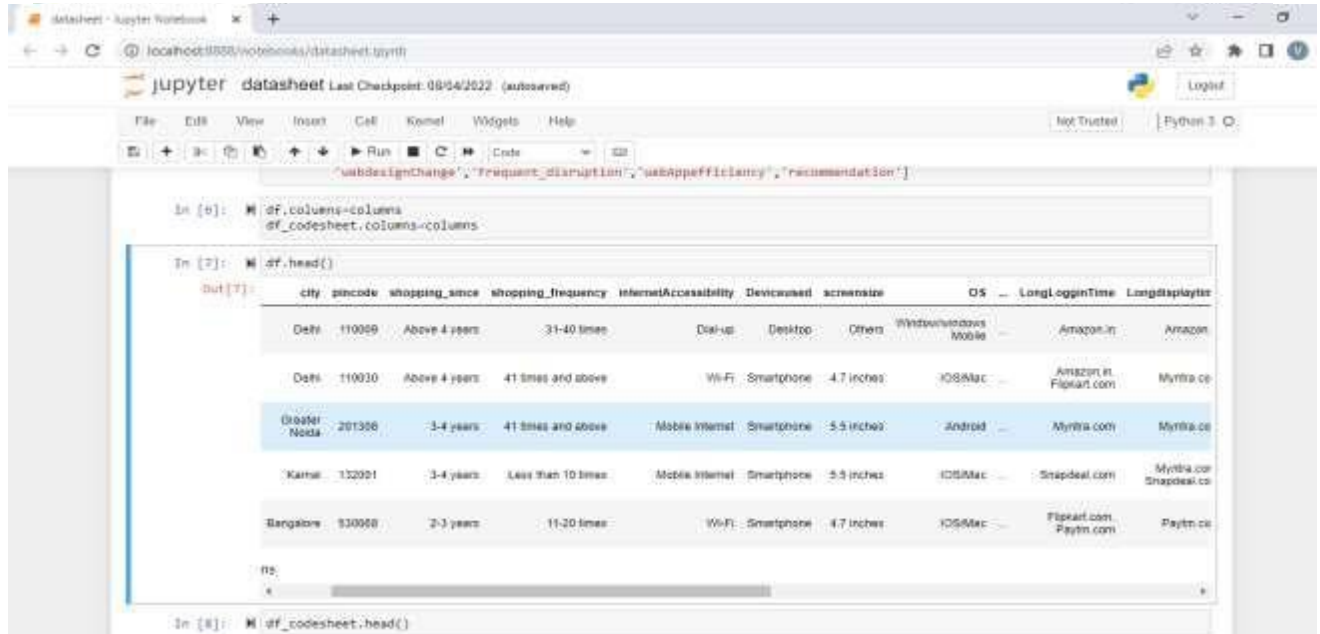 datasheet - Jupyter Notebook
localhost:8888/notebooks/datasheet.ipynb
jupyter datasheet Last Checkpoint: 08/04/2022 (autosaved)
Logout
File Edit View Insert Cell Kernel Widgets Help
Not Trusted
Python 3
Run
Code
'webdesignChange','frequent_disruption','webAppefficiency','recommendation']
In [6]: df.columns=columns
df_codesheet.columns=columns
In [7]: df.head()
Out[7]:
city pincode shopping_since shopping_frequency internetAccessibility Deviceused screensize OS ... LongLogginTime Longdisplaytim
Delhi 110009 Above 4 years 31-40 times Dial-up Desktop Others Window/windows Mobile ... Amazon.in Amazon.
Delhi 110030 Above 4 years 41 times and above Wi-Fi Smartphone 4.7 inches IOS/Mac ... Amazon.in, Flipkart.com Myntra.co
Greater Noida 201308 3-4 years 41 times and above Mobile Internet Smartphone 5.5 inches Android ... Myntra.com Myntra.co
Karnal 132001 3-4 years Less than 10 times Mobile Internet Smartphone 5.5 inches IOS/Mac ... Snapdeal.com Myntra.com Snapdeal.co
Bangalore 530068 2-3 years 11-20 times Wi-Fi Smartphone 4.7 inches IOS/Mac ... Flipkart.com, Paytm.com Paytm.co
ns
In [8]: df_codesheet.head()